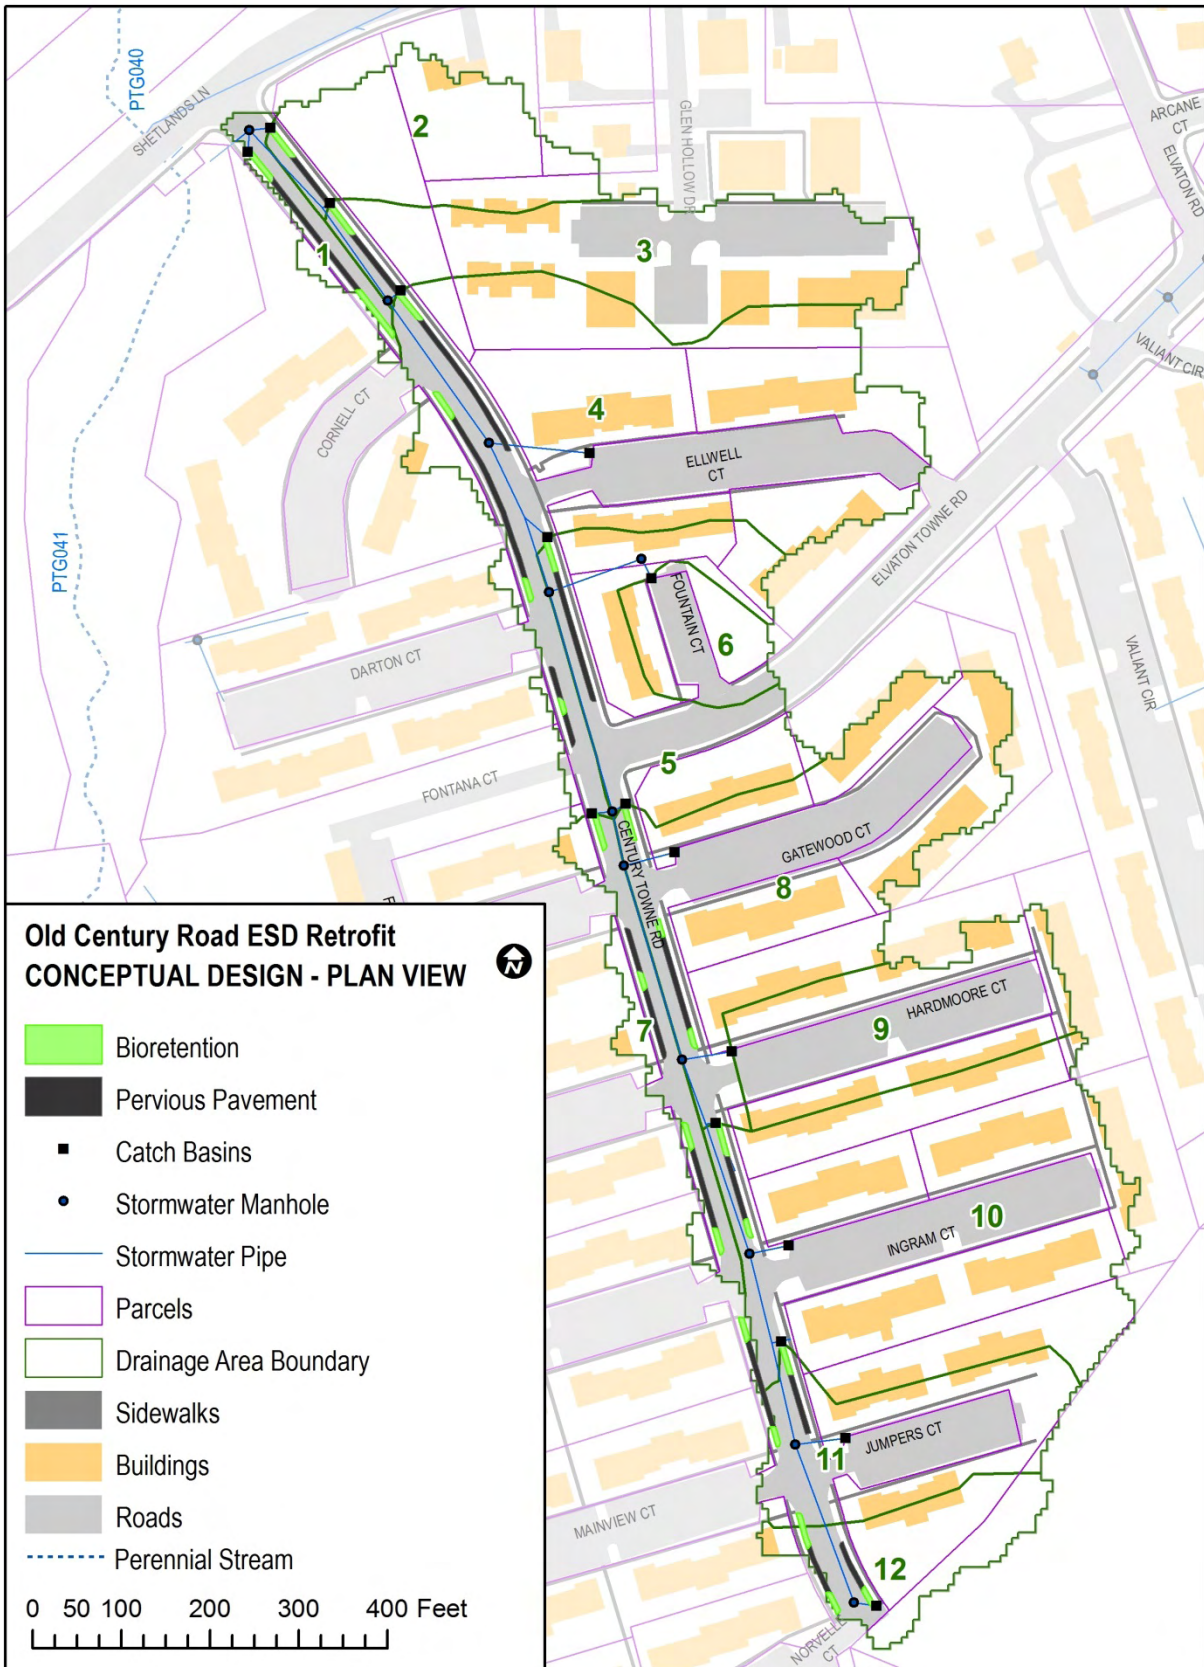 PTG040
SHETLANDS LN
2
GLEN HOLLOW DR
ARCANE
CT
ELVATON RD
1
3
VALIANT CIR
CORNELL CT
4
ELLWELL
CT
PTG041
ELVATON TOWNE RD
FOUNTAIN CT
6
DARTON CT
VALIANT CIR
5
FONTANA CT
CENTURY TOWNE RD
GATEWOOD CT
8
HARDMOORE CT
7
9
10
INGRAM CT
11
JUMPERS CT
MAINVIEW CT
12
NORVELLE
CT
Old Century Road ESD Retrofit
CONCEPTUAL DESIGN - PLAN VIEW
N
Bioretention
Pervious Pavement
Catch Basins
Stormwater Manhole
Stormwater Pipe
Parcels
Drainage Area Boundary
Sidewalks
Buildings
Roads
Perennial Stream
0 50 100 200 300 400 Feet